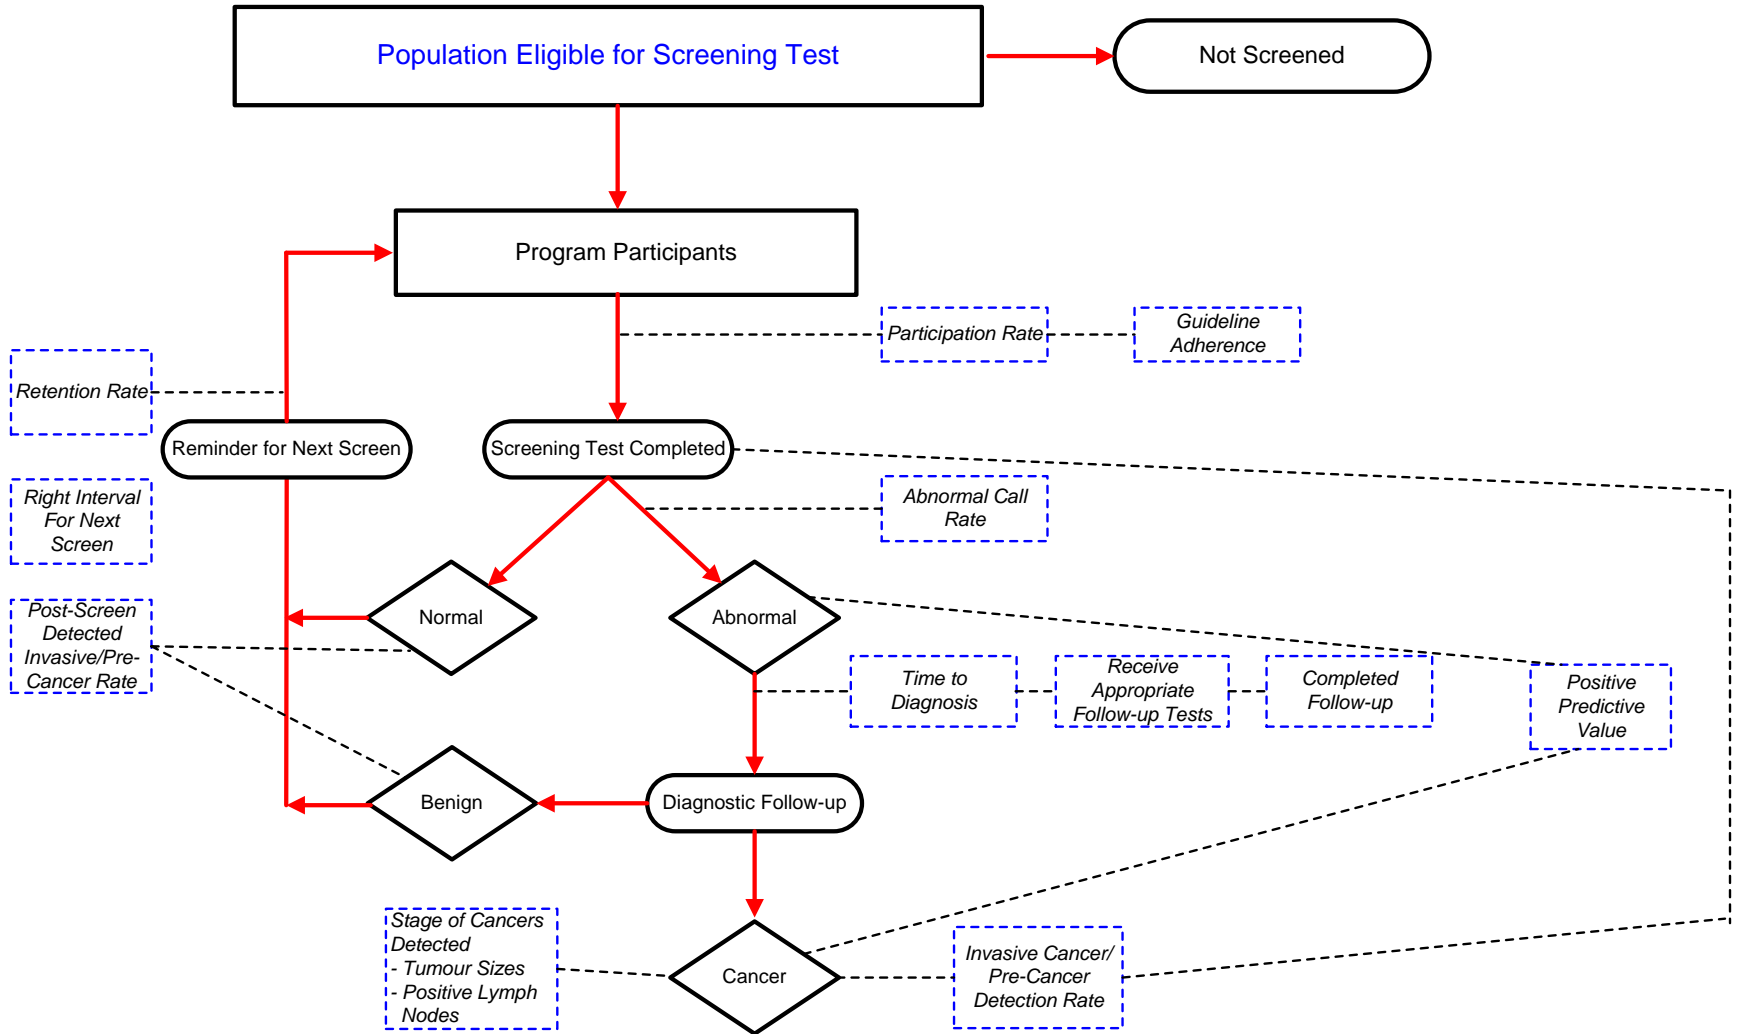 Population Eligible for Screening Test
Not Screened
Program Participants
Participation Rate
Guideline
Adherence
Retention Rate
Reminder for Next Screen
Screening Test Completed
Right Interval
For Next
Screen
Abnormal Call
Rate
Post-Screen
Detected
Invasive/Pre-
Cancer Rate
Normal
Abnormal
Time to
Diagnosis
Receive
Appropriate
Follow-up Tests
Completed
Follow-up
Positive
Predictive
Value
Benign
Diagnostic Follow-up
Stage of Cancers
Detected
- Tumour Sizes
- Positive Lymph
Nodes
Cancer
Invasive Cancer/
Pre-Cancer
Detection Rate